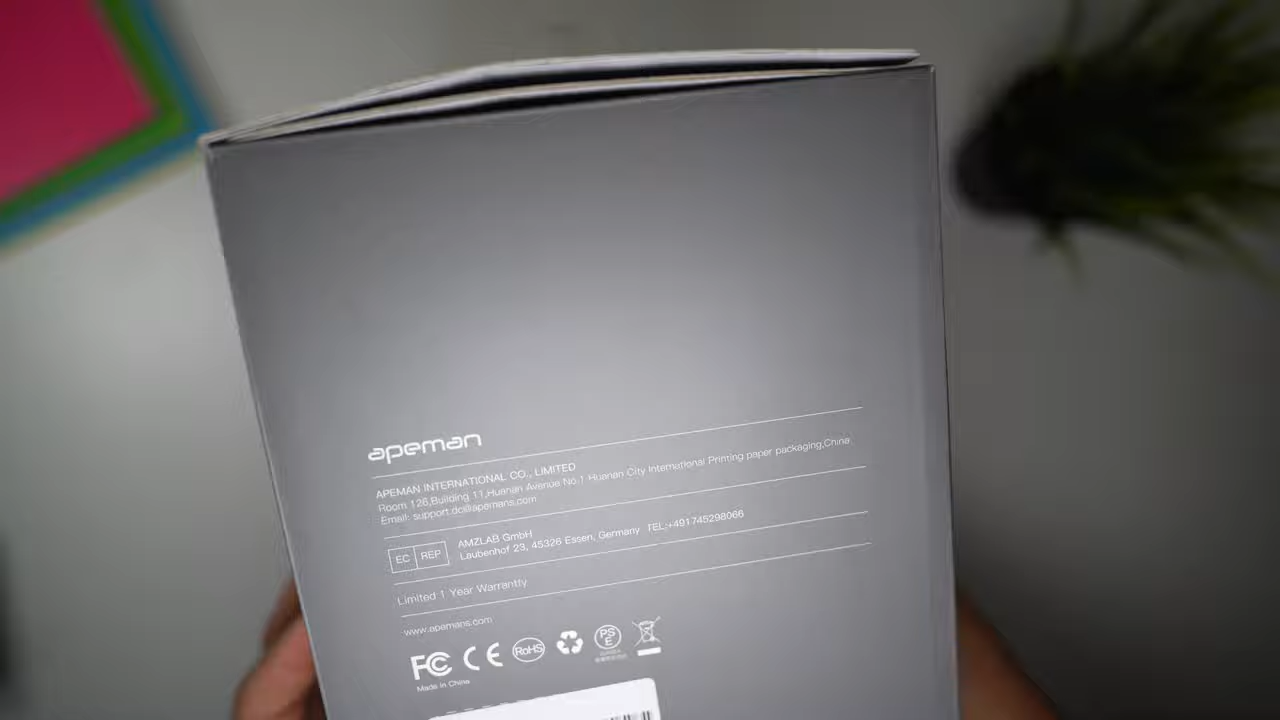 apeman
APEMAN INTERNATIONAL CO., LIMITED
Room 126,Building 11,Huanan Avenue No.1 Huanan City International Printing paper packaging,China
Email: support.dc@apemans.com
EC REP
AMZLAB GmbH
Laubenhof 23, 45326 Essen, Germany TEL:+491745298066
Limited 1 Year Warrantty
www.apemans.com
FC CE RoHS PS E
Made in China